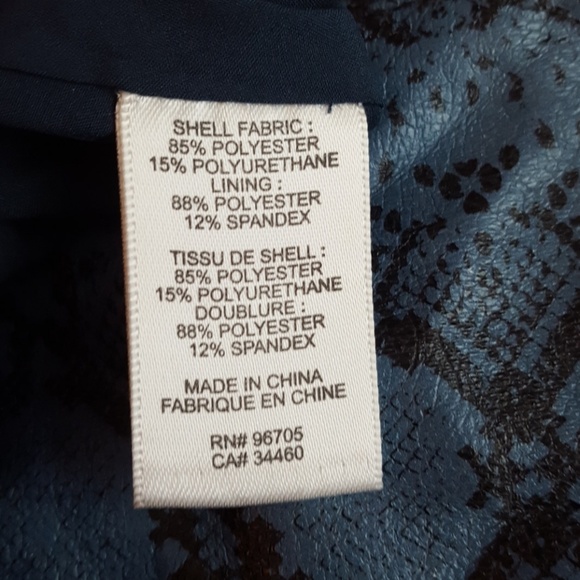 SHELL FABRIC :
85% POLYESTER
15% POLYURETHANE
LINING :
88% POLYESTER
12% SPANDEX
TISSU DE SHELL :
85% POLYESTER
15% POLYURETHANE
DOUBLURE :
88% POLYESTER
12% SPANDEX
MADE IN CHINA
FABRIQUE EN CHINE
RN# 96705
CA# 34460